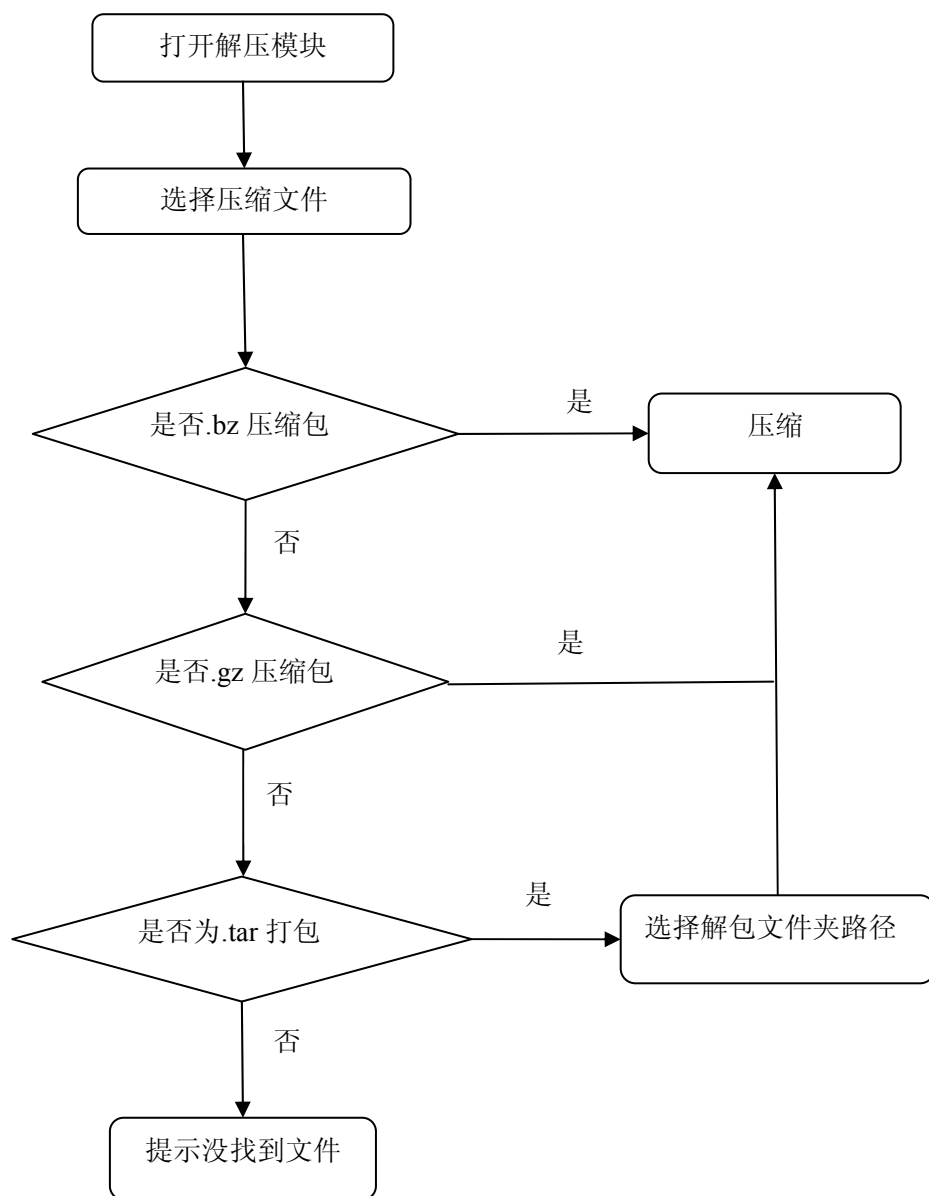 打开解压模块
选择压缩文件
是否.bz 压缩包
是
压缩
否
是否.gz 压缩包
是
否
是否为.tar 打包
是
选择解包文件夹路径
否
提示没找到文件